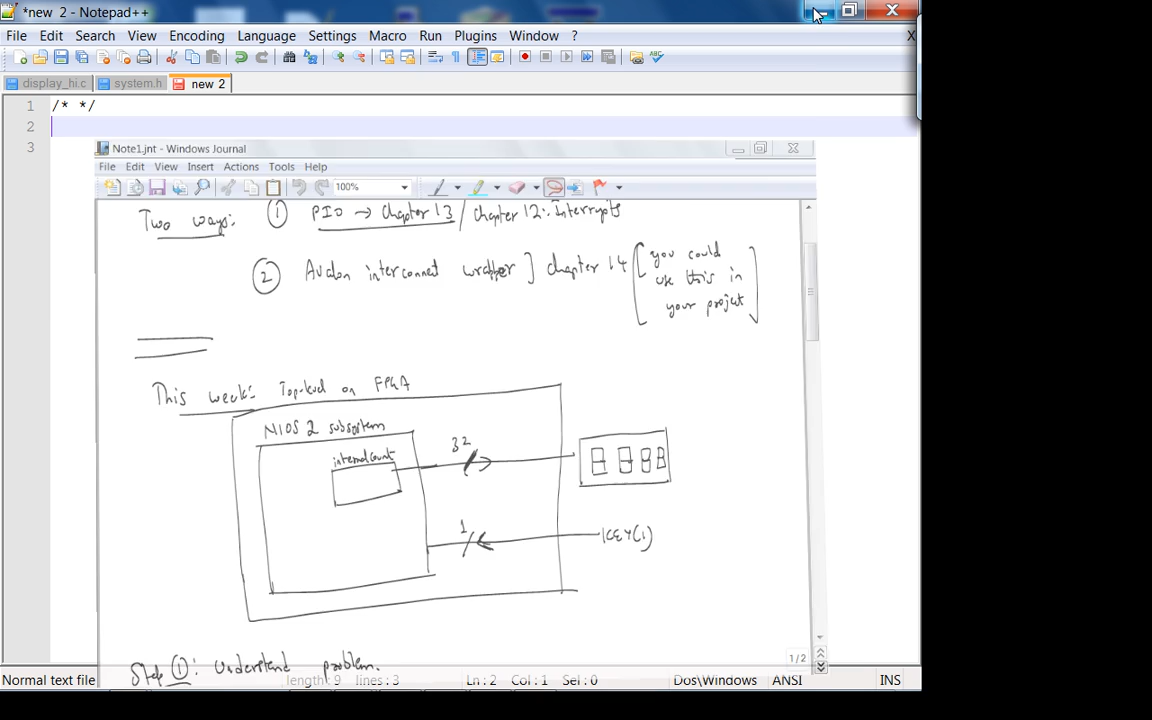 *new 2 - Notepad++
File Edit Search View Encoding Language Settings Macro Run Plugins Window ? X
display_hi.c system.h new 2
1 /* */
2
3
Note1.jnt - Windows Journal
File Edit View Insert Actions Tools Help
100%
Two ways: ① PIO → Chapter 13 / Chapter 12: Interrupts
② Avalon interconnect wrapper ] chapter 14 [ you could
use this in
your project ]
This week: Top-level on FPGA
NIOS 2 subsystem
internalcount
32
1
KEY(1)
Step ①: Understand problem.
1/2
Normal text file length : 9 lines : 3 Ln : 2 Col : 1 Sel : 0 Dos\Windows ANSI INS